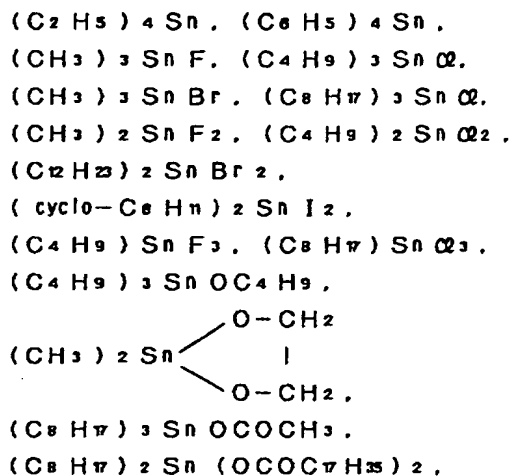 (C2H5)4Sn. (C6H5)4Sn.
(CH3)3SnF. (C4H9)3SnCl.
(CH3)3SnBr. (C8H17)3SnCl.
(CH3)2SnF2. (C4H9)2SnCl2.
(C12H23)2SnBr2.
(cyclo-C6H11)2SnI2.
(C4H9)SnF3. (C8H17)SnCl3.
(C4H9)3SnOC4H9.
O-CH2
(CH3)2Sn
O-CH2.
(C8H17)3SnOCOCH3.
(C8H17)2Sn(OCOC17H35)2.